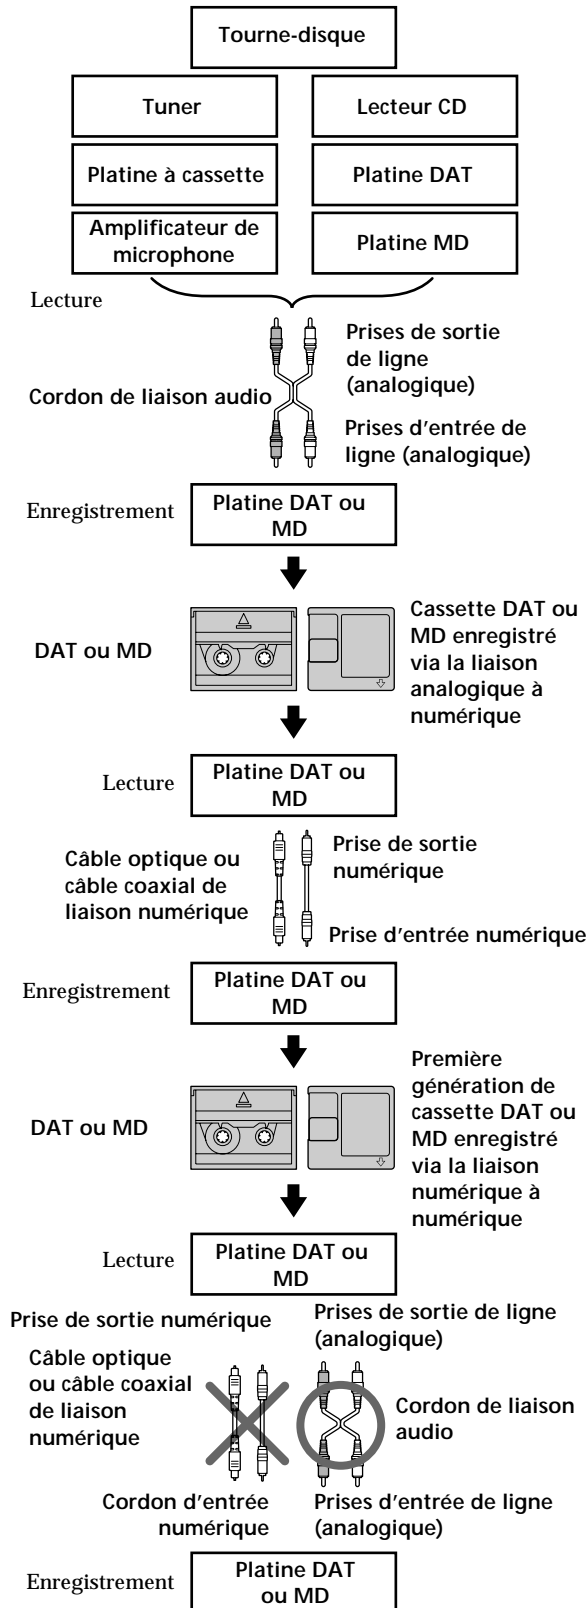 Tourne-disque
Tuner
Lecteur CD
Platine à cassette
Platine DAT
Amplificateur de
microphone
Platine MD
Lecture
Prises de sortie
de ligne
(analogique)
Cordon de liaison audio
Prises d'entrée de
ligne (analogique)
Enregistrement
Platine DAT ou
MD
DAT ou MD
Cassette DAT ou
MD enregistré
via la liaison
analogique à
numérique
Lecture
Platine DAT ou
MD
Câble optique ou
câble coaxial de
liaison numérique
Prise de sortie
numérique
Prise d'entrée numérique
Enregistrement
Platine DAT ou
MD
DAT ou MD
Première
génération de
cassette DAT ou
MD enregistré
via la liaison
numérique à
numérique
Lecture
Platine DAT ou
MD
Prise de sortie numérique
Prises de sortie de ligne
(analogique)
Câble optique
ou câble coaxial
de liaison
numérique
Cordon de liaison
audio
Cordon d'entrée
numérique
Prises d'entrée de ligne
(analogique)
Enregistrement
Platine DAT
ou MD